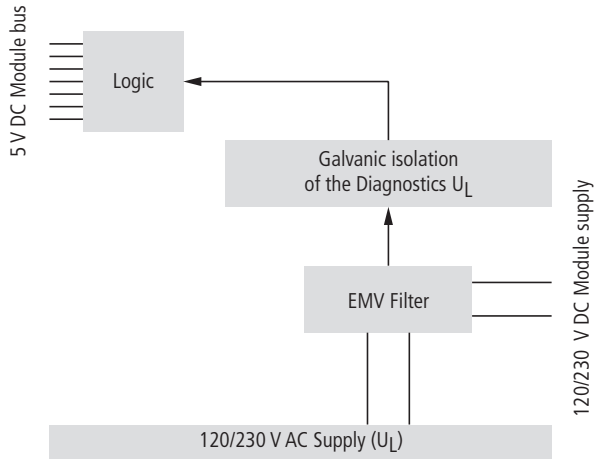 5 V DC Module bus
Logic
Galvanic isolation
of the Diagnostics UL
120/230 V DC Module supply
EMV Filter
120/230 V AC Supply (UL)